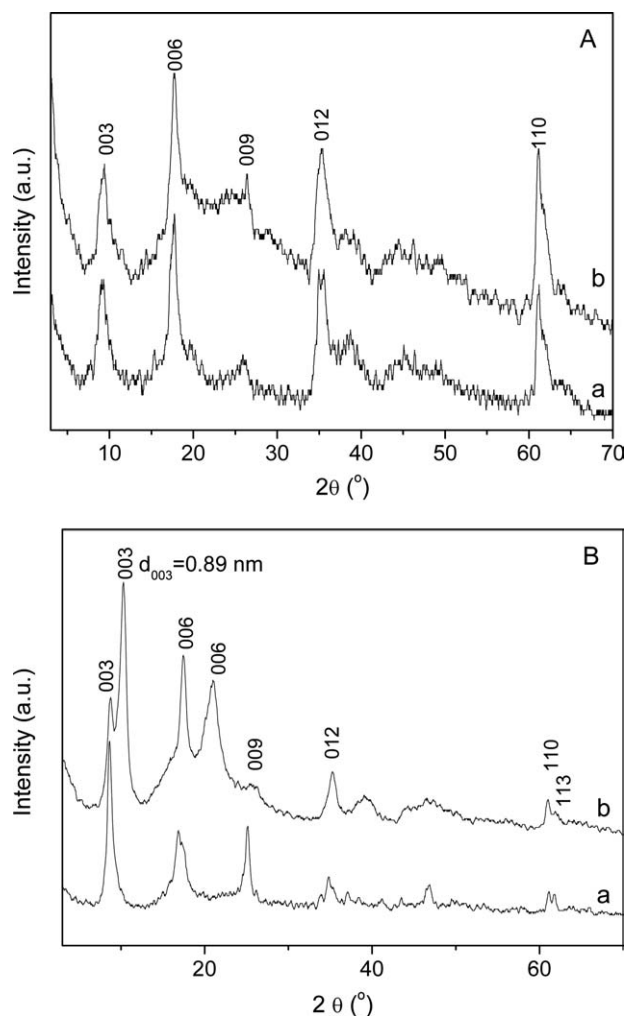 A
006
003
009
012
110
b
a
Intensity (a.u.)
10 20 30 40 50 60 70
2θ (°)
B
003 d003=0.89 nm
003
006
006
009
012
110
113
b
a
Intensity (a.u.)
20 40 60
2 θ (°)